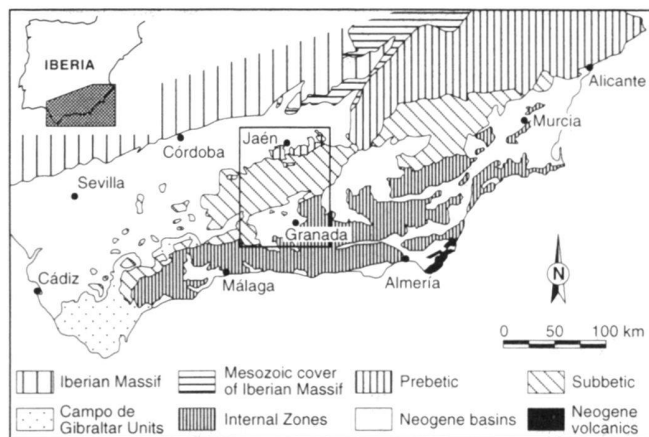 IBERIA
Alicante
Murcia
Jaén
Córdoba
Sevilla
Granada
Cádiz
Málaga
Almería
N
0 50 100 km
Iberian Massif
Mesozoic cover
of Iberian Massif
Prebetic
Subbetic
Campo de
Gibraltar Units
Internal Zones
Neogene basins
Neogene
volcanics